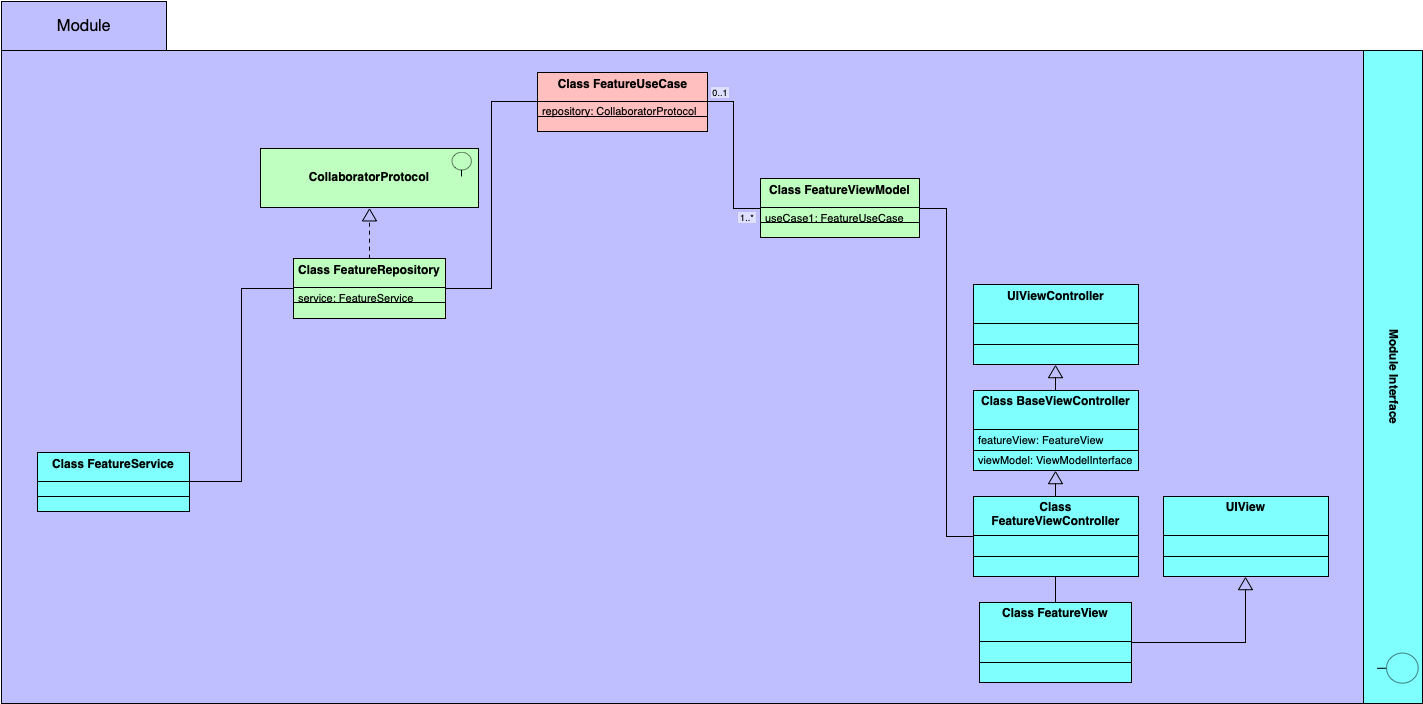 Module
Class FeatureUseCase
0..1
repository: CollaboratorProtocol
CollaboratorProtocol
Class FeatureViewModel
1..*
useCase1: FeatureUseCase
Class FeatureRepository
service: FeatureService
UIViewController
Module Interface
Class BaseViewController
featureView: FeatureView
viewModel: ViewModelInterface
Class FeatureService
Class
FeatureViewController
UIView
Class FeatureView